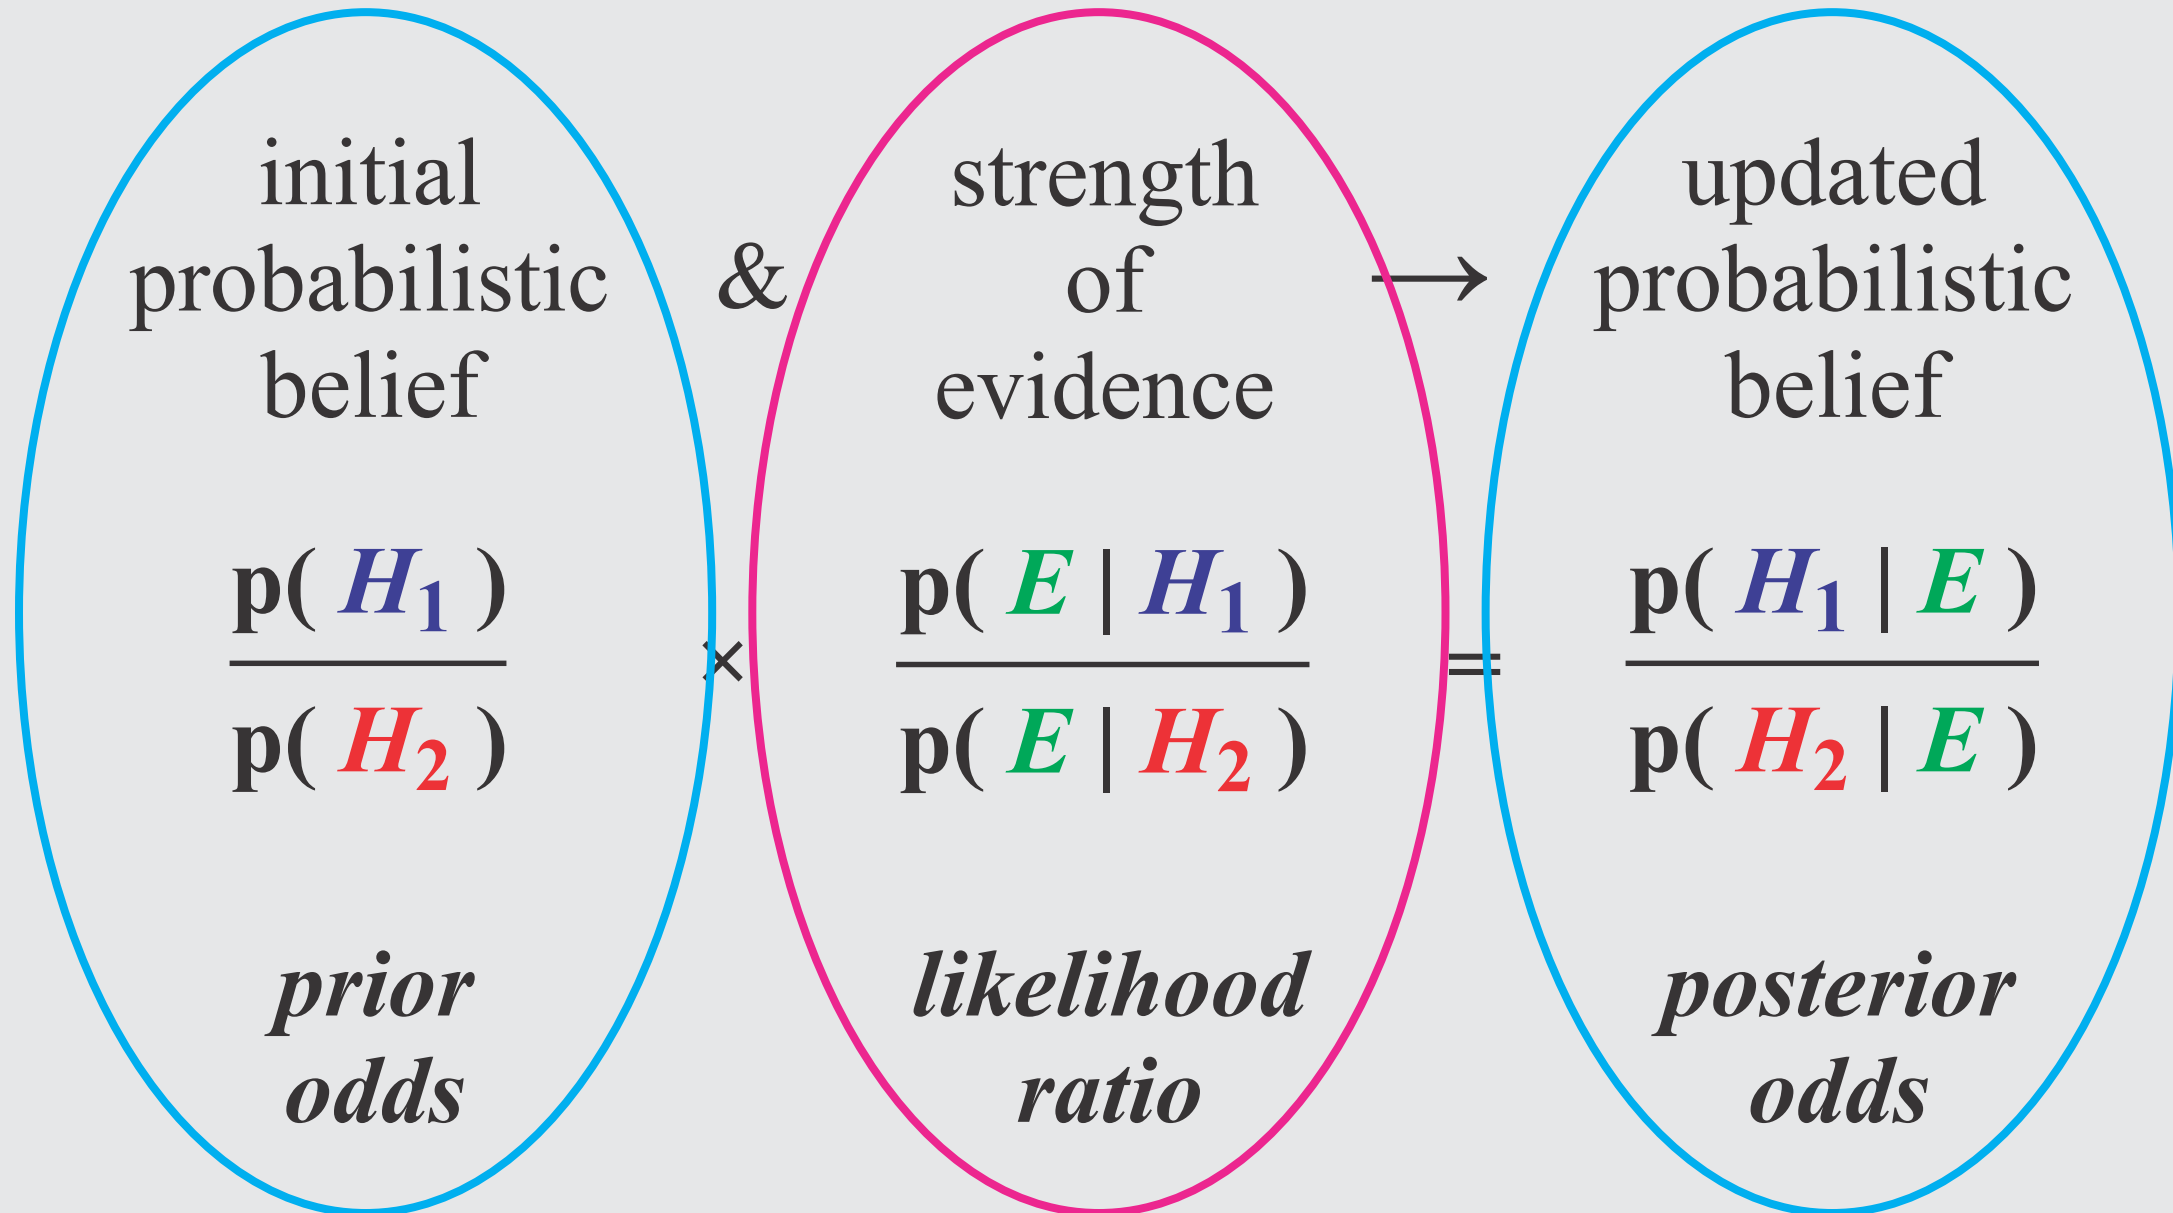 initial
probabilistic
belief
&
strength
of
evidence
→
updated
probabilistic
belief
p( H1 )
p( H2 )
×
p( E | H1 )
p( E | H2 )
=
p( H1 | E )
p( H2 | E )
prior
odds
likelihood
ratio
posterior
odds